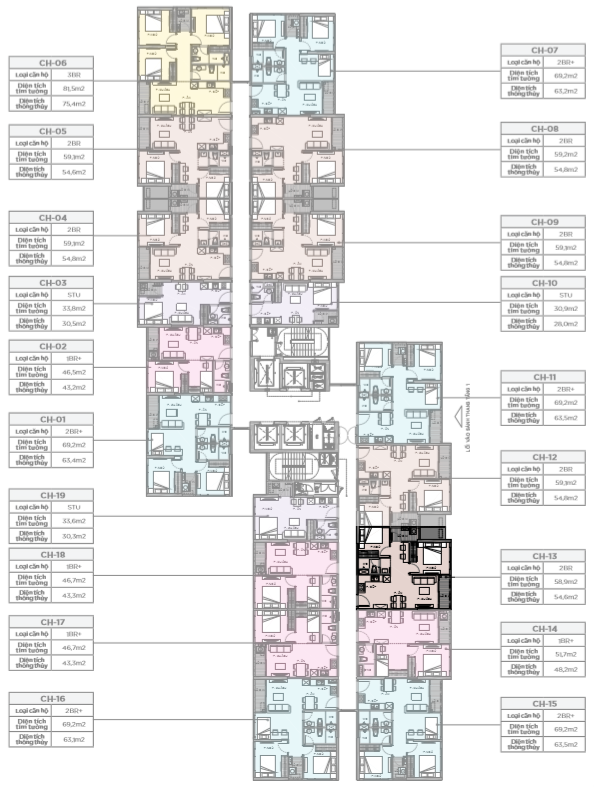 CH-06
Loại căn hộ 3BR
Diện tích tim tường 81,5m2
Diện tích thông thủy 75,4m2
CH-05
Loại căn hộ 2BR
Diện tích tim tường 59,1m2
Diện tích thông thủy 54,6m2
CH-04
Loại căn hộ 2BR
Diện tích tim tường 59,1m2
Diện tích thông thủy 54,8m2
CH-03
Loại căn hộ STU
Diện tích tim tường 33,8m2
Diện tích thông thủy 30,5m2
CH-02
Loại căn hộ 1BR+
Diện tích tim tường 46,5m2
Diện tích thông thủy 43,2m2
CH-01
Loại căn hộ 2BR+
Diện tích tim tường 69,2m2
Diện tích thông thủy 63,4m2
CH-19
Loại căn hộ STU
Diện tích tim tường 33,6m2
Diện tích thông thủy 30,3m2
CH-18
Loại căn hộ 1BR+
Diện tích tim tường 46,7m2
Diện tích thông thủy 43,3m2
CH-17
Loại căn hộ 1BR+
Diện tích tim tường 46,7m2
Diện tích thông thủy 43,3m2
CH-16
Loại căn hộ 2BR+
Diện tích tim tường 69,2m2
Diện tích thông thủy 63,1m2
CH-07
Loại căn hộ 2BR+
Diện tích tim tường 69,2m2
Diện tích thông thủy 63,2m2
CH-08
Loại căn hộ 2BR
Diện tích tim tường 59,2m2
Diện tích thông thủy 54,8m2
CH-09
Loại căn hộ 2BR
Diện tích tim tường 59,1m2
Diện tích thông thủy 54,8m2
CH-10
Loại căn hộ STU
Diện tích tim tường 30,9m2
Diện tích thông thủy 28,0m2
CH-11
Loại căn hộ 2BR+
Diện tích tim tường 69,2m2
Diện tích thông thủy 63,5m2
LỐI VÀO SẢNH THANG TẦNG 1
CH-12
Loại căn hộ 2BR
Diện tích tim tường 59,1m2
Diện tích thông thủy 54,8m2
CH-13
Loại căn hộ 2BR
Diện tích tim tường 58,9m2
Diện tích thông thủy 54,6m2
CH-14
Loại căn hộ 1BR+
Diện tích tim tường 51,7m2
Diện tích thông thủy 48,2m2
CH-15
Loại căn hộ 2BR+
Diện tích tim tường 69,2m2
Diện tích thông thủy 63,5m2